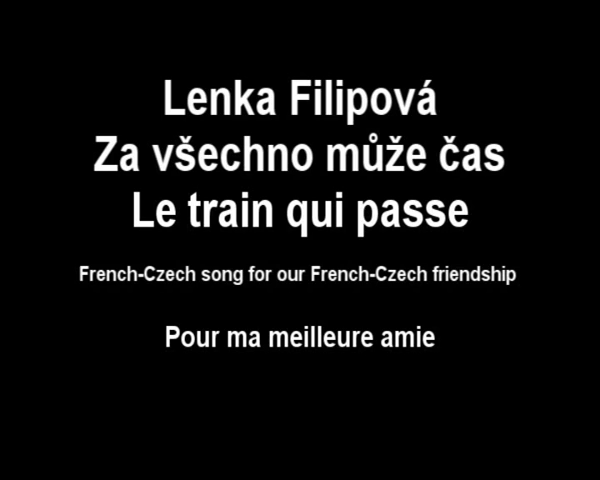 Lenka Filipová
Za všechno může čas
Le train qui passe
French-Czech song for our French-Czech friendship
Pour ma meilleure amie